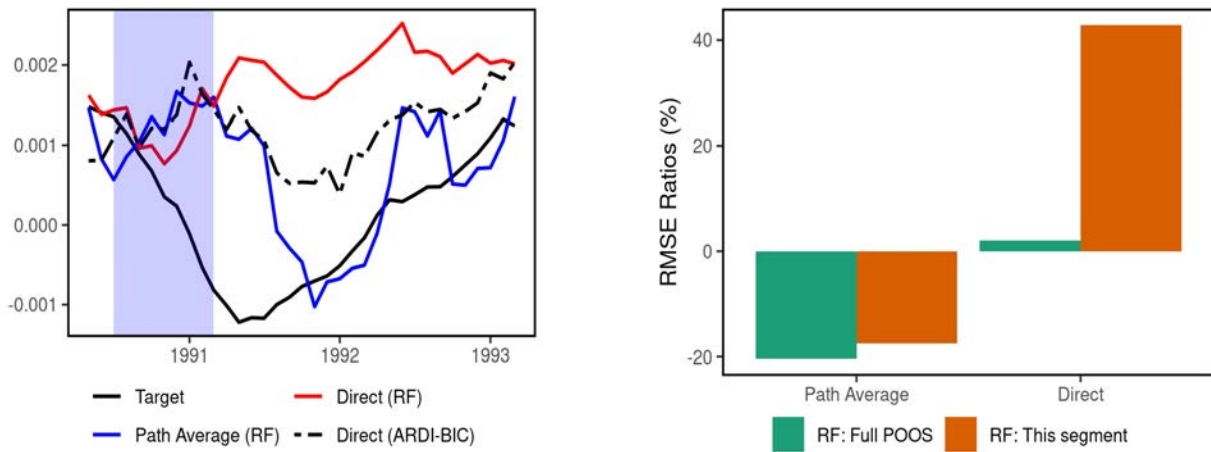 0.002
0.001
0.000
-0.001
1991 1992 1993
Target Direct (RF)
Path Average (RF) Direct (ARDI-BIC)
RMSE Ratios (%)
40
20
0
-20
Path Average Direct
RF: Full POOS RF: This segment